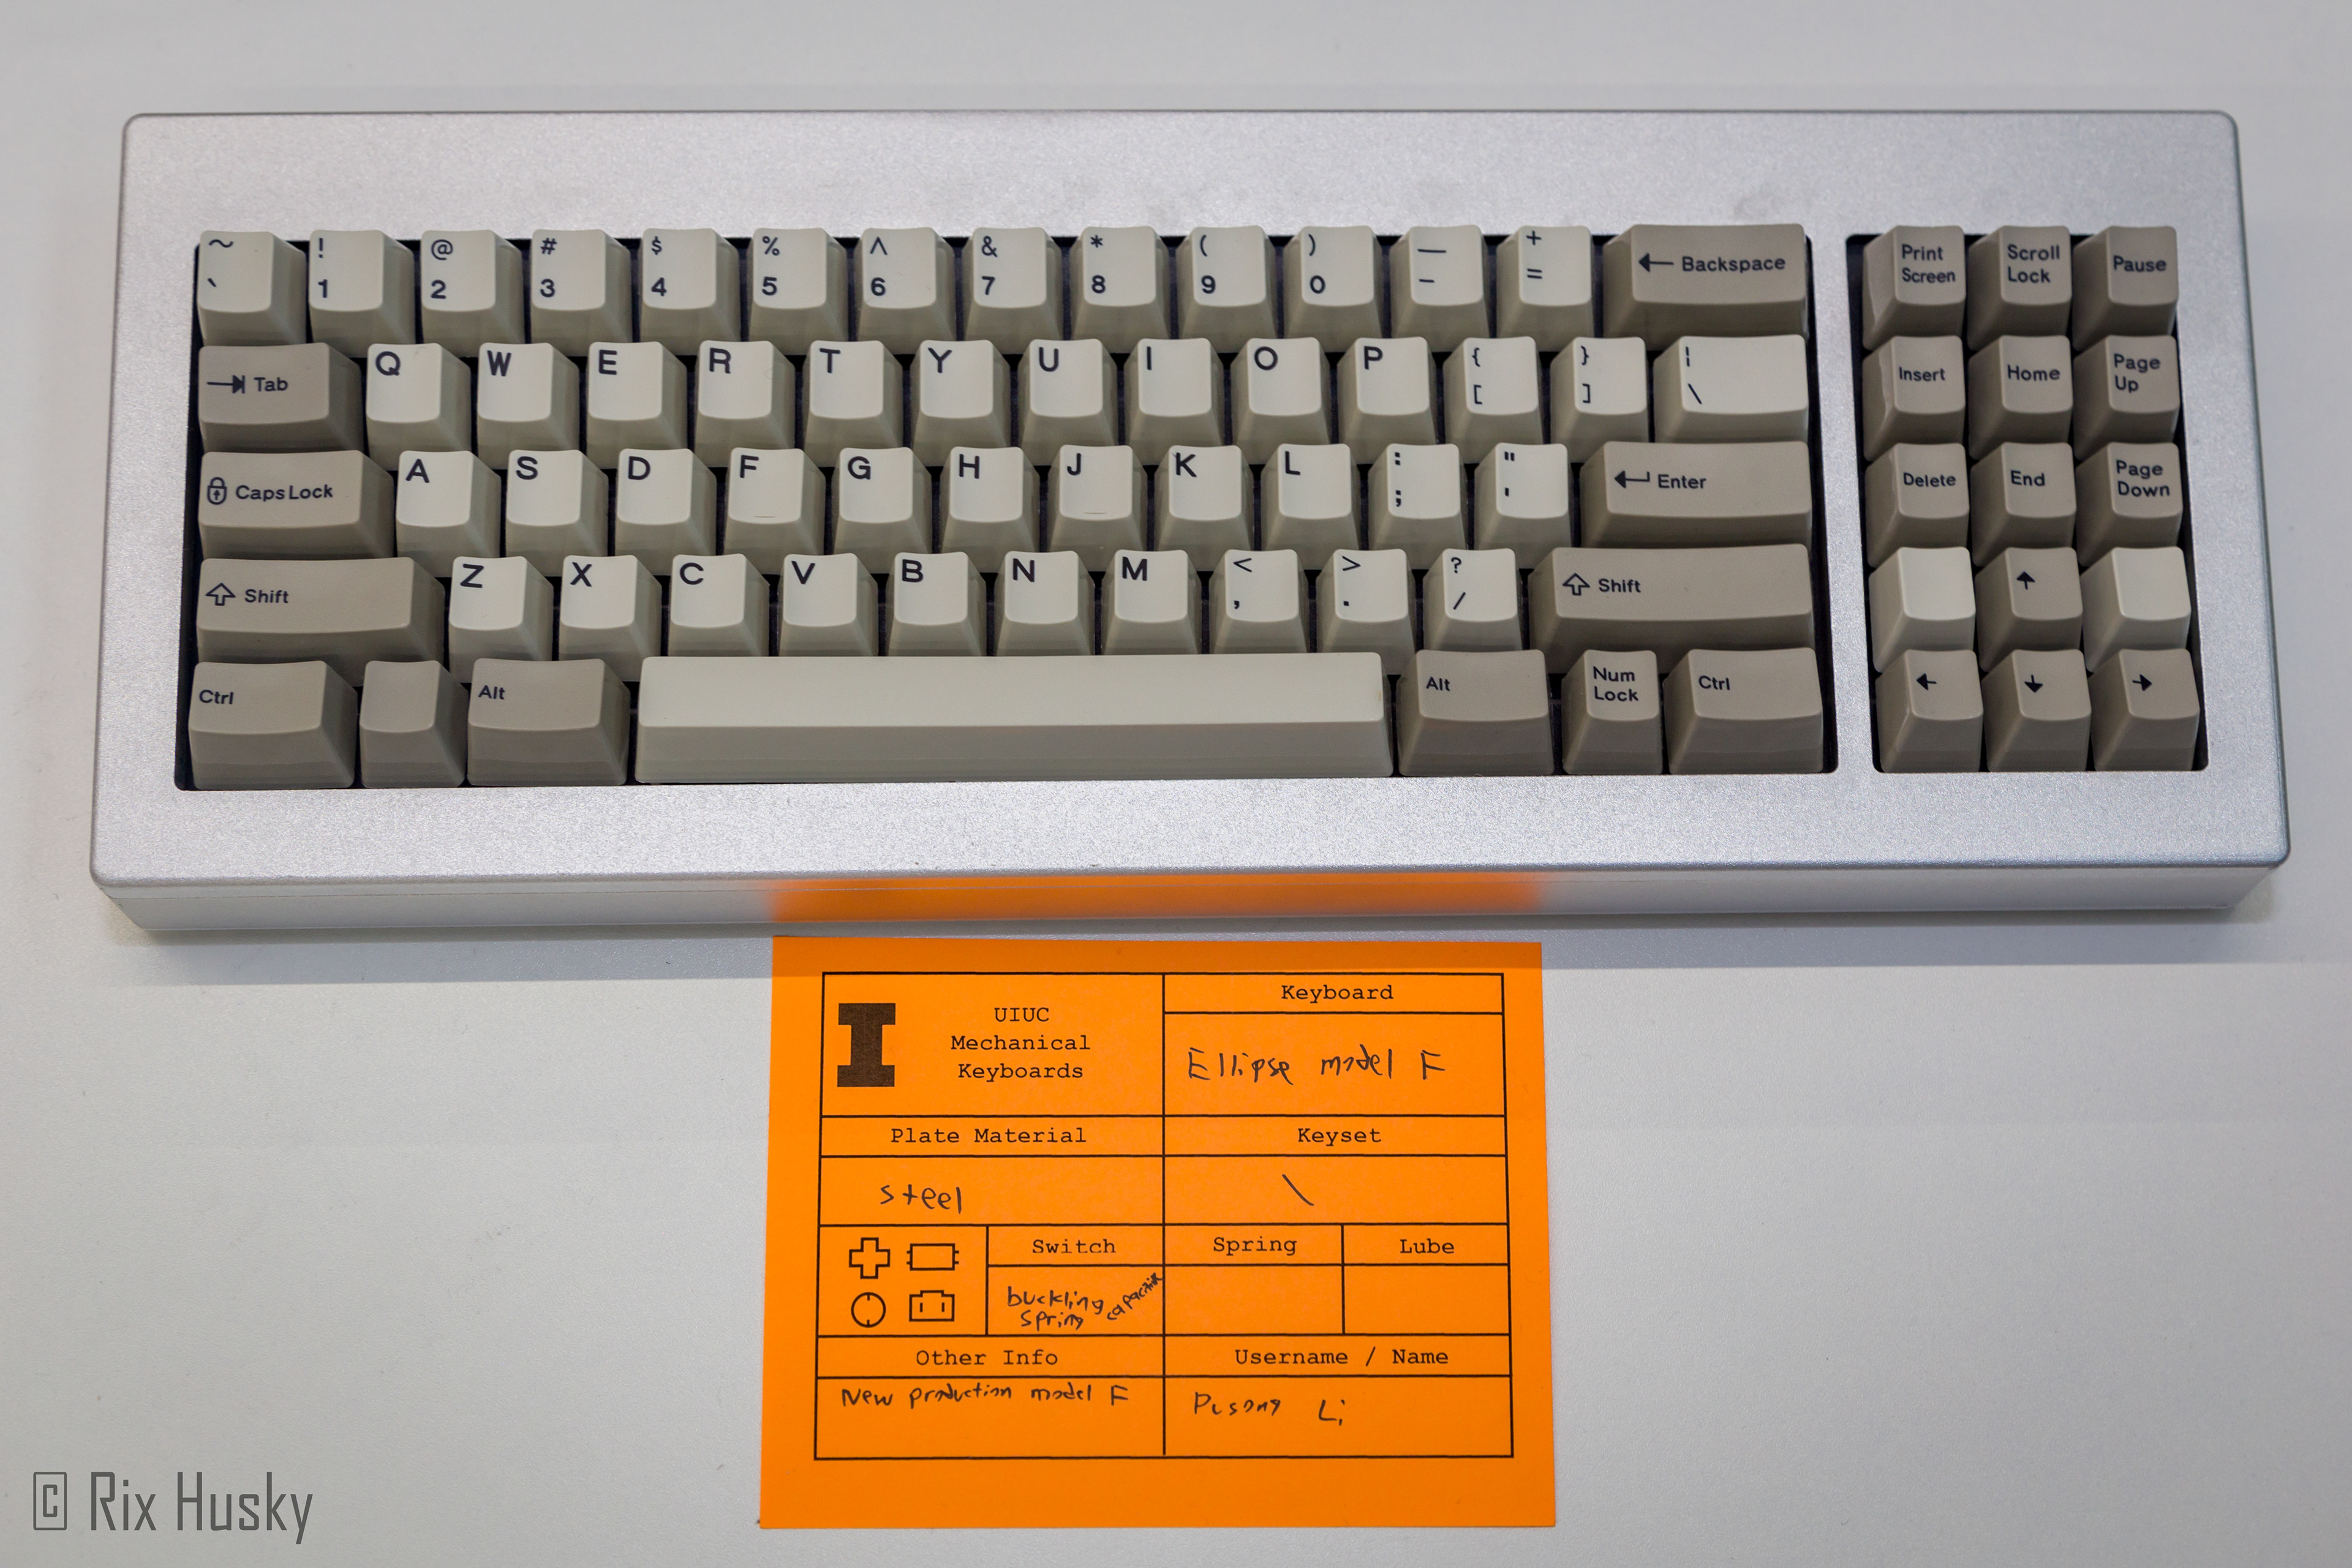 ~ ! @ # $ % ^ & * ( ) — +
` 1 2 3 4 5 6 7 8 9 0 - = ← Backspace
Print Screen Scroll Lock Pause
Tab Q W E R T Y U I O P { [ } ] ¦ \
Insert Home Page Up
Caps Lock A S D F G H J K L : ; " ' Enter
Delete End Page Down
Shift Z X C V B N M < , > . ? / Shift
↑
Ctrl Alt Alt Num Lock Ctrl
← ↓ →
UIUC
Mechanical
Keyboards
Keyboard
Ellipse model F
Plate Material
steel
Keyset
\
Switch
buckling
spring
Spring
Lube
Other Info
New production model F
Username / Name
Li
© Rix Husky